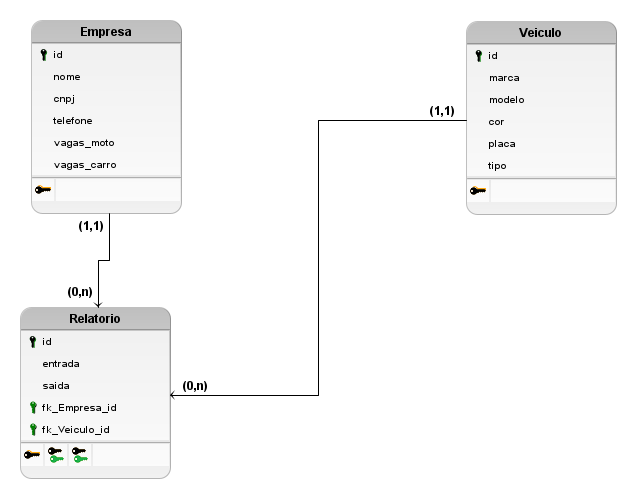 Empresa
id
nome
cnpj
telefone
vagas_moto
vagas_carro
Veiculo
id
marca
modelo
cor
placa
tipo
(1,1)
(1,1)
(0,n)
(0,n)
Relatorio
id
entrada
saida
fk_Empresa_id
fk_Veiculo_id